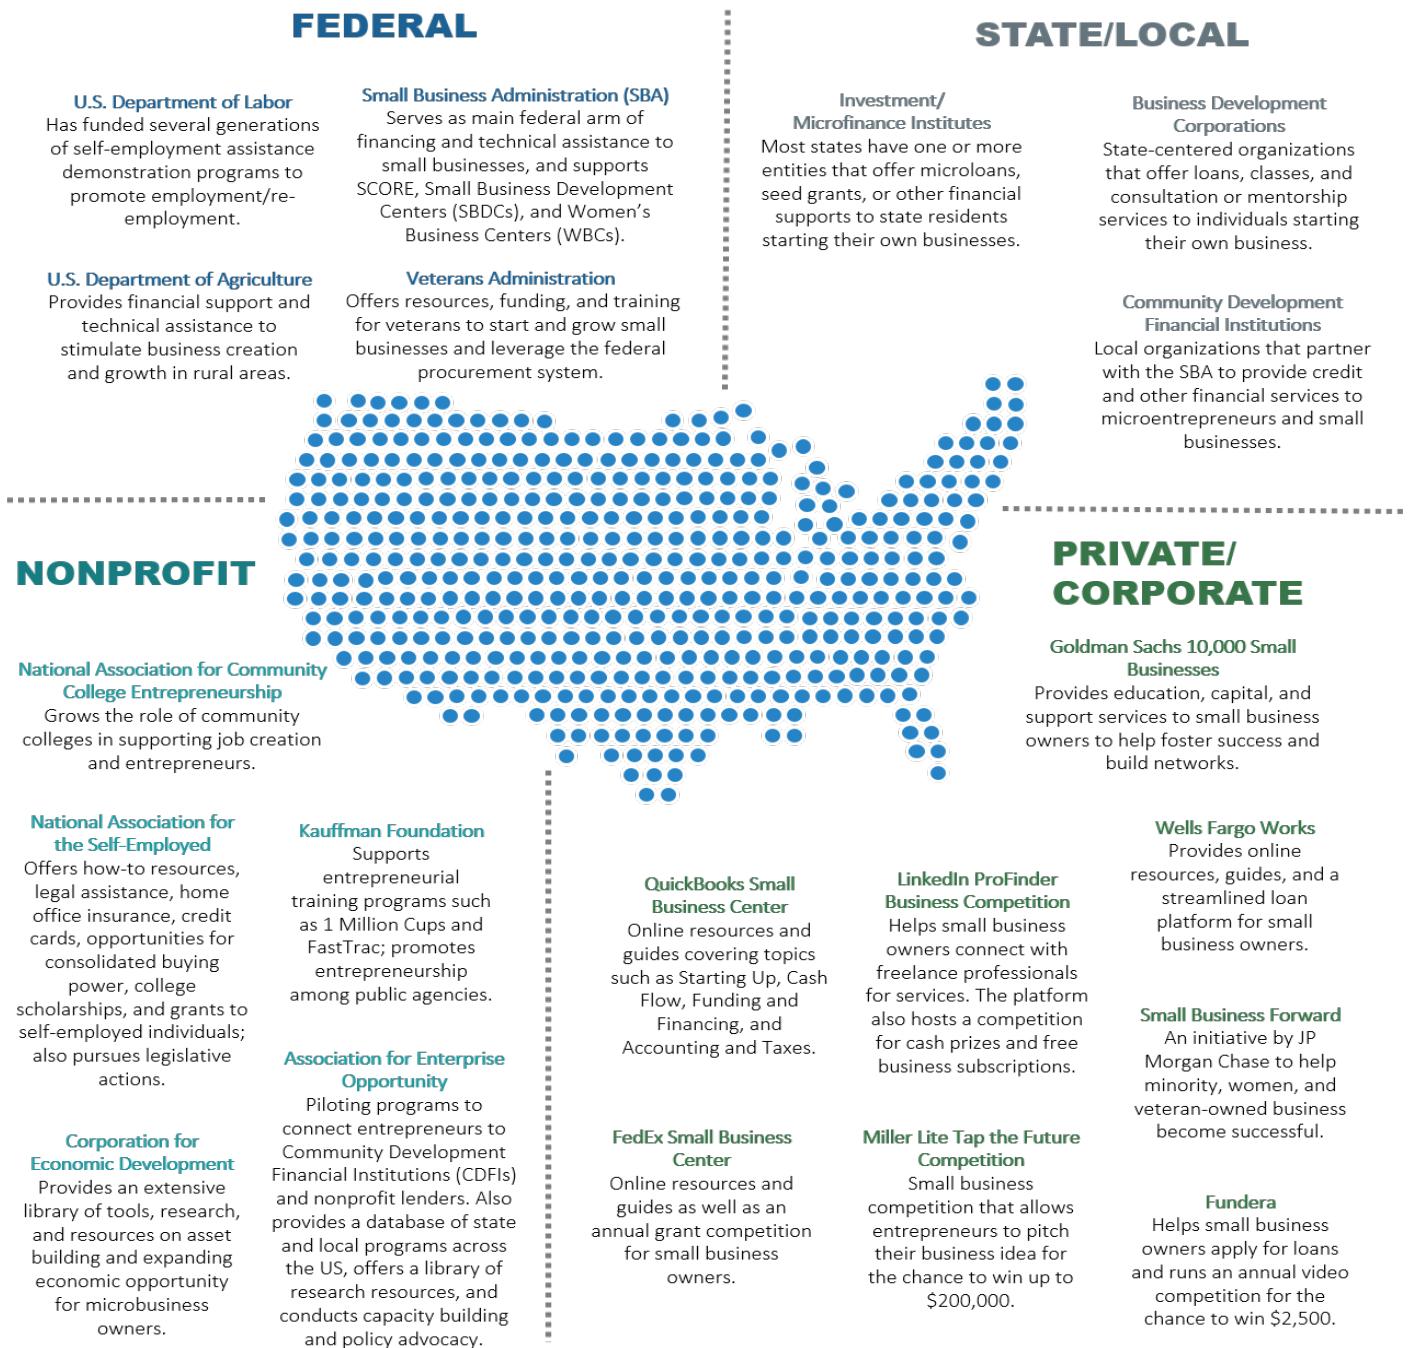 FEDERAL
U.S. Department of Labor
Has funded several generations
of self-employment assistance
demonstration programs to
promote employment/re-
employment.
Small Business Administration (SBA)
Serves as main federal arm of
financing and technical assistance to
small businesses, and supports
SCORE, Small Business Development
Centers (SBDCs), and Women's
Business Centers (WBCs).
U.S. Department of Agriculture
Provides financial support and
technical assistance to
stimulate business creation
and growth in rural areas.
Veterans Administration
Offers resources, funding, and training
for veterans to start and grow small
businesses and leverage the federal
procurement system.
STATE/LOCAL
Investment/
Microfinance Institutes
Most states have one or more
entities that offer microloans,
seed grants, or other financial
supports to state residents
starting their own businesses.
Business Development
Corporations
State-centered organizations
that offer loans, classes, and
consultation or mentorship
services to individuals starting
their own business.
Community Development
Financial Institutions
Local organizations that partner
with the SBA to provide credit
and other financial services to
microentrepreneurs and small
businesses.
NONPROFIT
National Association for Community
College Entrepreneurship
Grows the role of community
colleges in supporting job creation
and entrepreneurs.
National Association for
the Self-Employed
Offers how-to resources,
legal assistance, home
office insurance, credit
cards, opportunities for
consolidated buying
power, college
scholarships, and grants to
self-employed individuals;
also pursues legislative
actions.
Kauffman Foundation
Supports
entrepreneurial
training programs such
as 1 Million Cups and
FastTrac; promotes
entrepreneurship
among public agencies.
Corporation for
Economic Development
Provides an extensive
library of tools, research,
and resources on asset
building and expanding
economic opportunity
for microbusiness
owners.
Association for Enterprise
Opportunity
Piloting programs to
connect entrepreneurs to
Community Development
Financial Institutions (CDFIs)
and nonprofit lenders. Also
provides a database of state
and local programs across
the US, offers a library of
research resources, and
conducts capacity building
and policy advocacy.
PRIVATE/
CORPORATE
Goldman Sachs 10,000 Small
Businesses
Provides education, capital, and
support services to small business
owners to help foster success and
build networks.
QuickBooks Small
Business Center
Online resources and
guides covering topics
such as Starting Up, Cash
Flow, Funding and
Financing, and
Accounting and Taxes.
LinkedIn ProFinder
Business Competition
Helps small business
owners connect with
freelance professionals
for services. The platform
also hosts a competition
for cash prizes and free
business subscriptions.
Wells Fargo Works
Provides online
resources, guides, and a
streamlined loan
platform for small
business owners.
Small Business Forward
An initiative by JP
Morgan Chase to help
minority, women, and
veteran-owned business
become successful.
FedEx Small Business
Center
Online resources and
guides as well as an
annual grant competition
for small business
owners.
Miller Lite Tap the Future
Competition
Small business
competition that allows
entrepreneurs to pitch
their business idea for
the chance to win up to
$200,000.
Fundera
Helps small business
owners apply for loans
and runs an annual video
competition for the
chance to win $2,500.